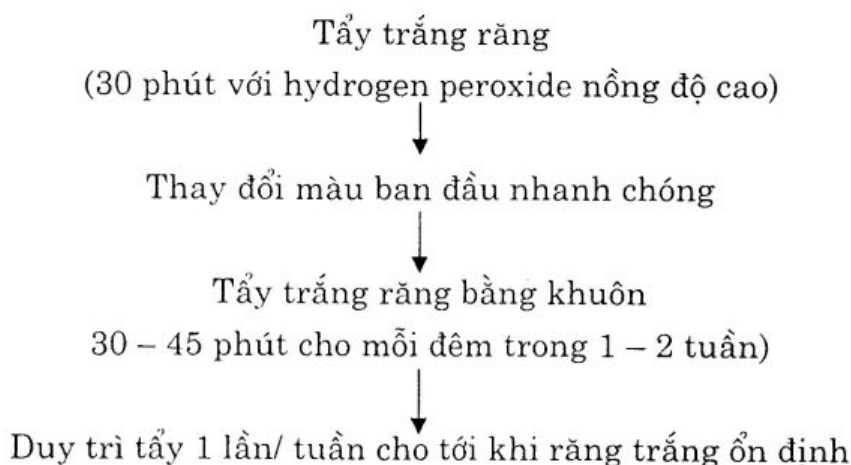 Tẩy trắng răng
(30 phút với hydrogen peroxide nồng độ cao)
Thay đổi màu ban đầu nhanh chóng
Tẩy trắng răng bằng khuôn
30 – 45 phút cho mỗi đêm trong 1 – 2 tuần)
Duy trì tẩy 1 lần/ tuần cho tới khi răng trắng ổn định